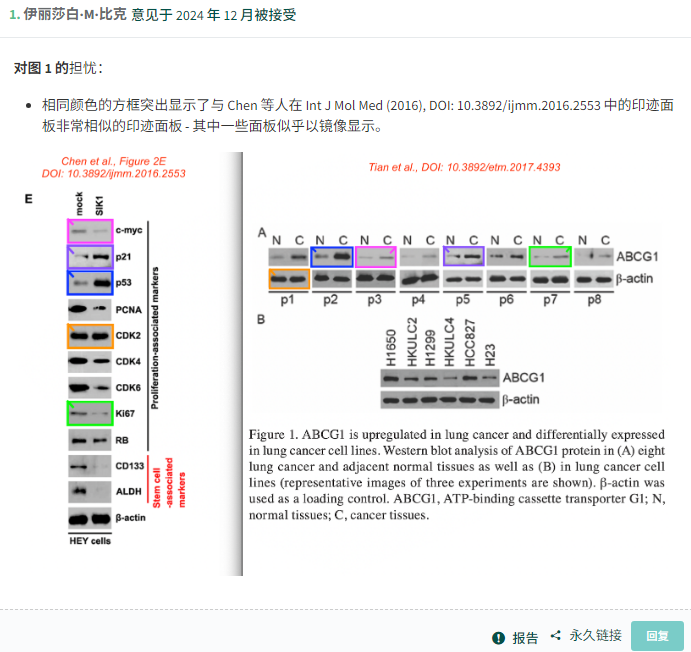 1. 伊丽莎白·M·比克 意见于 2024 年 12 月被接受
对图 1 的担忧：
• 相同颜色的方框突出显示了与 Chen 等人在 Int J Mol Med (2016), DOI: 10.3892/ijmm.2016.2553 中的印迹面
板非常相似的印迹面板 - 其中一些面板似乎以镜像显示。
Chen et al., Figure 2E
DOI: 10.3892/ijmm.2016.2553
E
mock
SIK1
c-myc
p21
p53
PCNA
CDK2
CDK4
CDK6
Ki67
RB
CD133
ALDH
β-actin
HEY cells
Proliferation-associated markers
Stem cell
-associated
markers
Tian et al., DOI: 10.3892/etm.2017.4393
A
N C N C N C N C N C N C N C N C
ABCG1
β-actin
p1 p2 p3 p4 p5 p6 p7 p8
B
H1650
HKULC2
H1299
HKULC4
HCC827
H23
ABCG1
β-actin
Figure 1. ABCG1 is upregulated in lung cancer and differentially expressed
in lung cancer cell lines. Western blot analysis of ABCG1 protein in (A) eight
lung cancer and adjacent normal tissues as well as (B) in lung cancer cell
lines (representative images of three experiments are shown). β-actin was
used as a loading control. ABCG1, ATP-binding cassette transporter G1; N,
normal tissues; C, cancer tissues.
报告
永久链接
回复